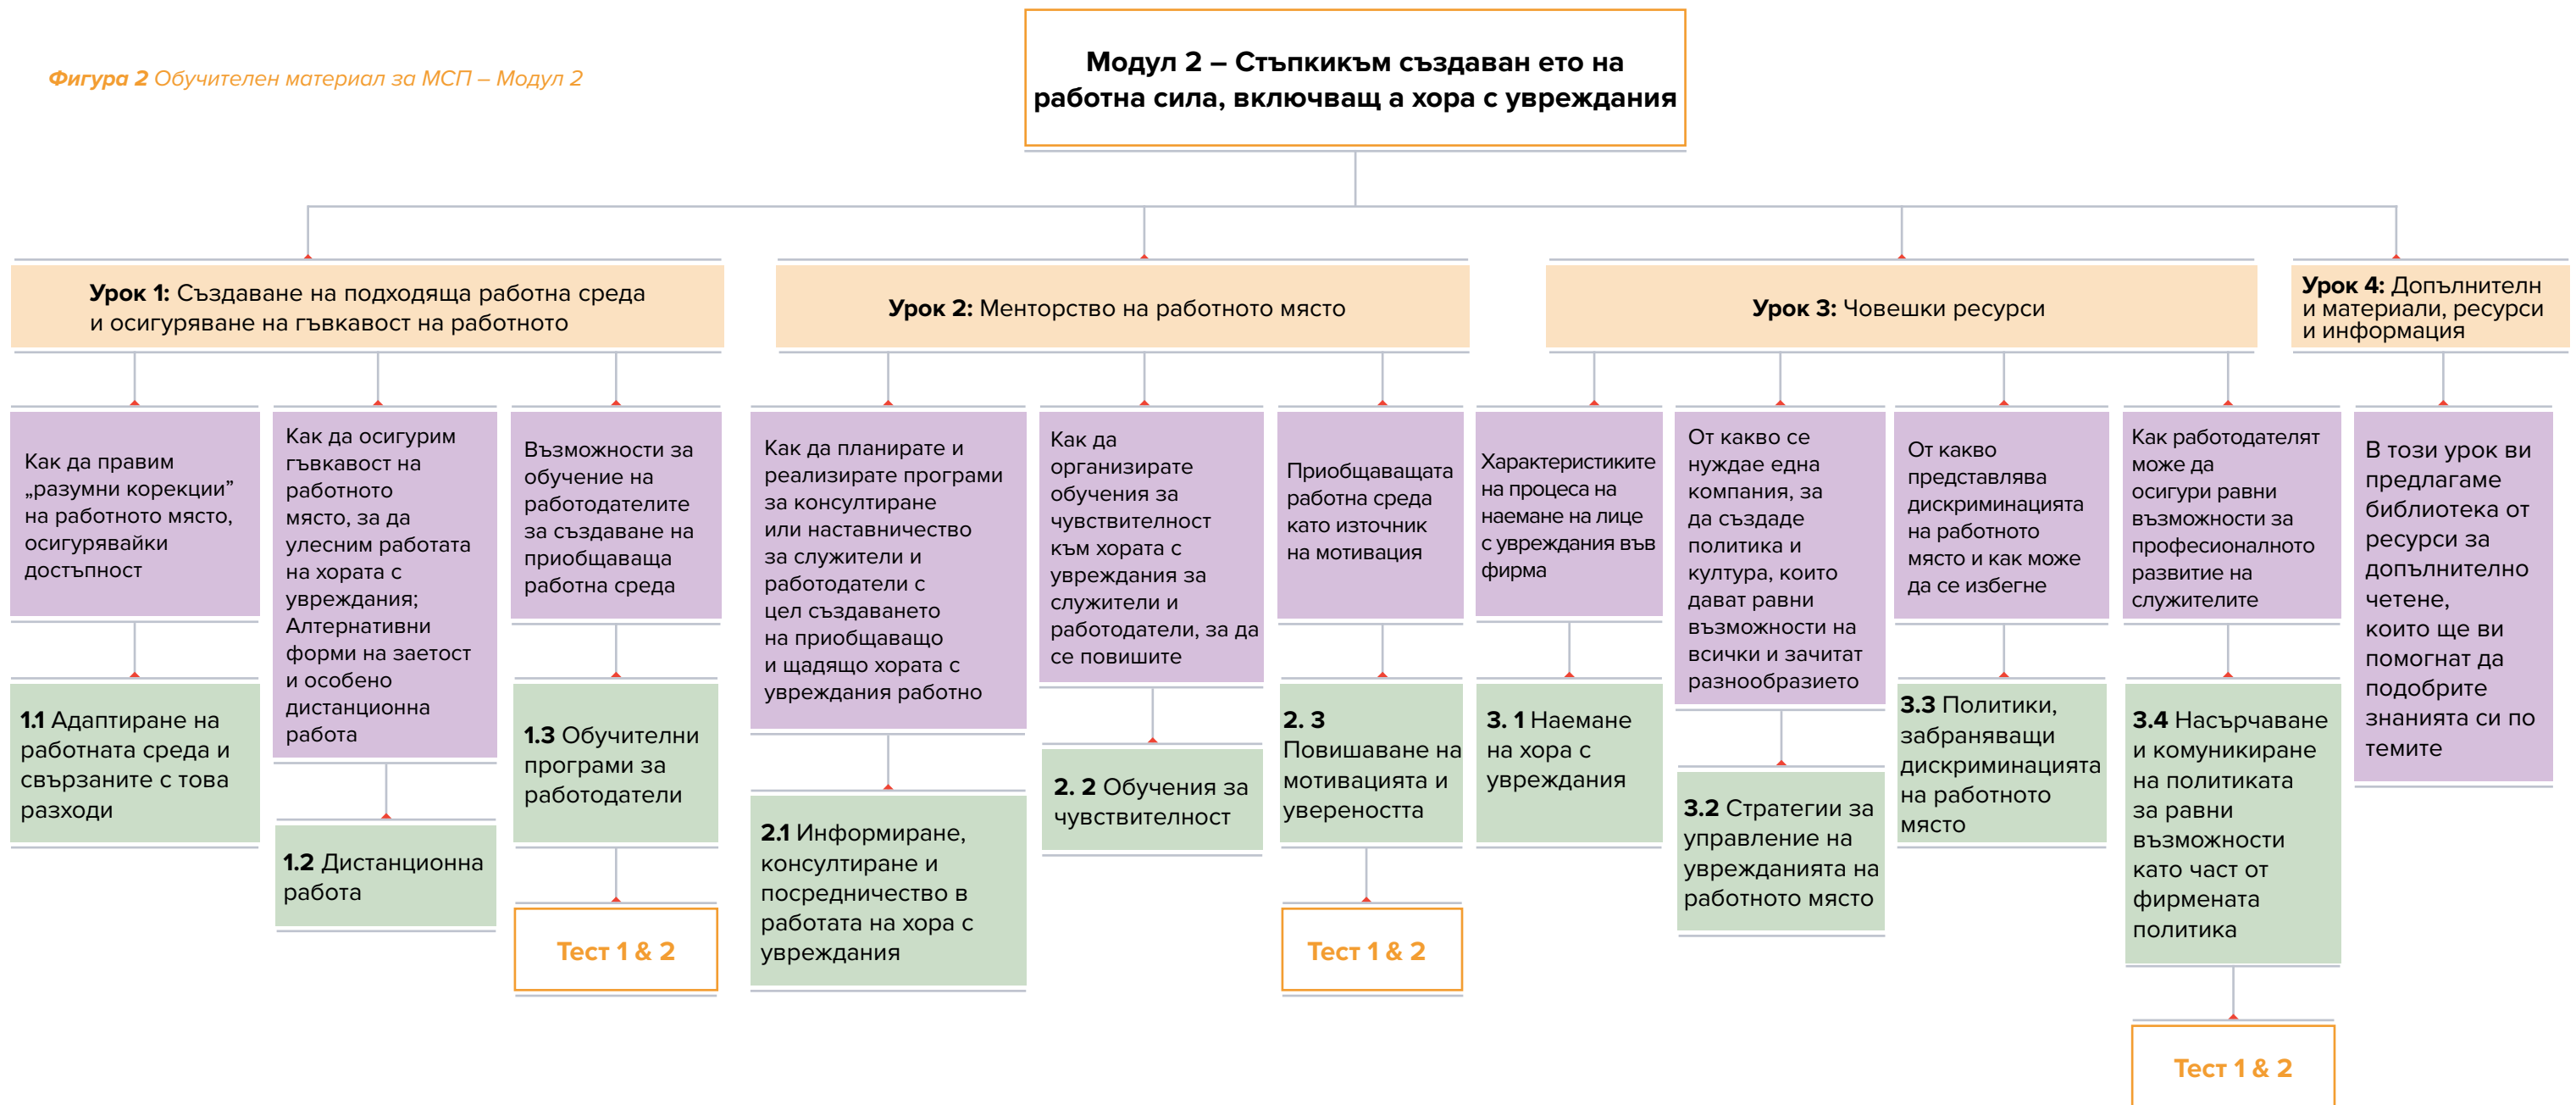 Фигура 2 Обучителен материал за МСП – Модул 2
Модул 2 – Стъпкикъм създаван ето на
работна сила, включващ а хора с увреждания
Урок 1: Създаване на подходяща работна среда
и осигуряване на гъвкавост на работното
Урок 2: Менторство на работното място
Урок 3: Човешки ресурси
Урок 4: Допълнителн
и материали, ресурси
и информация
Как да правим
„разумни корекции”
на работното място,
осигурявайки
достъпност
Как да осигурим
гъвкавост на
работното
място, за да
улесним работата
на хората с
увреждания;
Алтернативни
форми на заетост
и особено
дистанционна
работа
Възможности за
обучение на
работодателите
за създаване на
приобщаваща
работна среда
Как да планирате и
реализирате програми
за консултиране
или наставничество
за служители и
работодатели с
цел създаването
на приобщаващо
и щадящо хората с
увреждания работно
Как да
организирате
обучения за
чувствителност
към хората с
увреждания за
служители и
работодатели, за да
се повишите
Приобщаващата
работна среда
като източник
на мотивация
Характеристиките
на процеса на
наемане на лице
с увреждания във
фирма
От какво се
нуждае една
компания, за
да създаде
политика и
култура, които
дават равни
възможности на
всички и зачитат
разнообразието
От какво
представлява
дискриминацията
на работното
място и как може
да се избегне
Как работодателят
може да
осигури равни
възможности за
професионалното
развитие на
служителите
В този урок ви
предлагаме
библиотека от
ресурси за
допълнително
четене,
които ще ви
помогнат да
подобрите
знанията си по
темите
1.1 Адаптиране на
работната среда и
свързаните с това
разходи
1.2 Дистанционна
работа
1.3 Обучителни
програми за
работодатели
Тест 1 & 2
2.1 Информиране,
консултиране и
посредничество в
работата на хора с
увреждания
2. 2 Обучения за
чувствителност
2. 3
Повишаване на
мотивацията и
увереността
Тест 1 & 2
3. 1 Наемане
на хора с
увреждания
3.2 Стратегии за
управление на
уврежданията на
работното място
3.3 Политики,
забраняващи
дискриминацията
на работното
място
3.4 Насърчаване
и комуникиране
на политиката
за равни
възможности
като част от
фирмената
политика
Тест 1 & 2